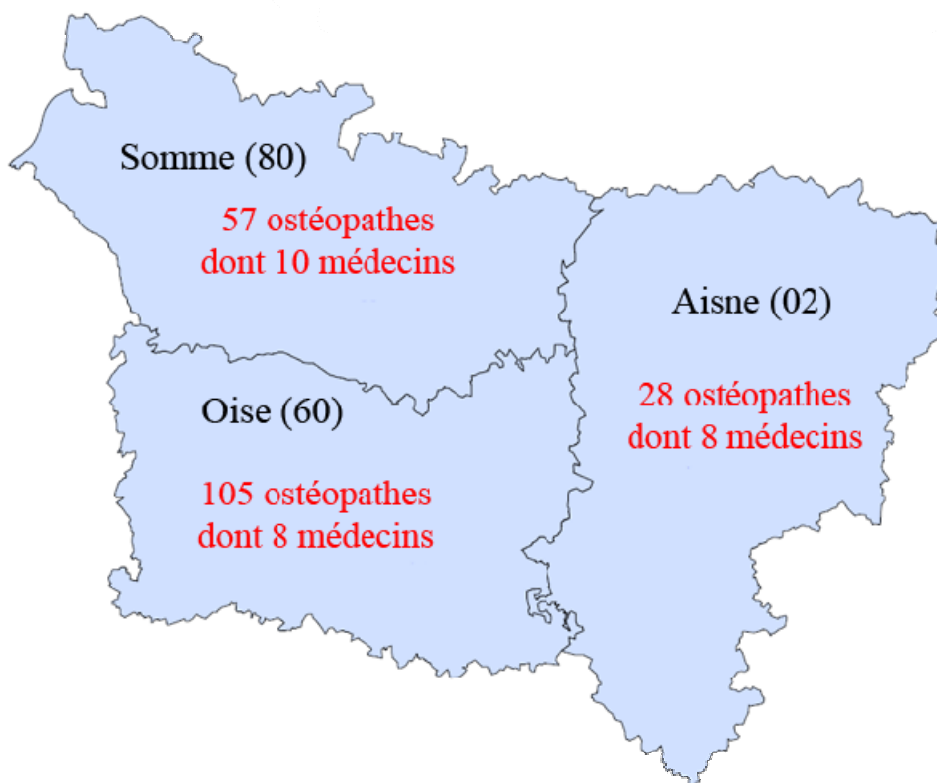 Somme (80)
57 ostéopathes
dont 10 médecins
Aisne (02)
28 ostéopathes
dont 8 médecins
Oise (60)
105 ostéopathes
dont 8 médecins